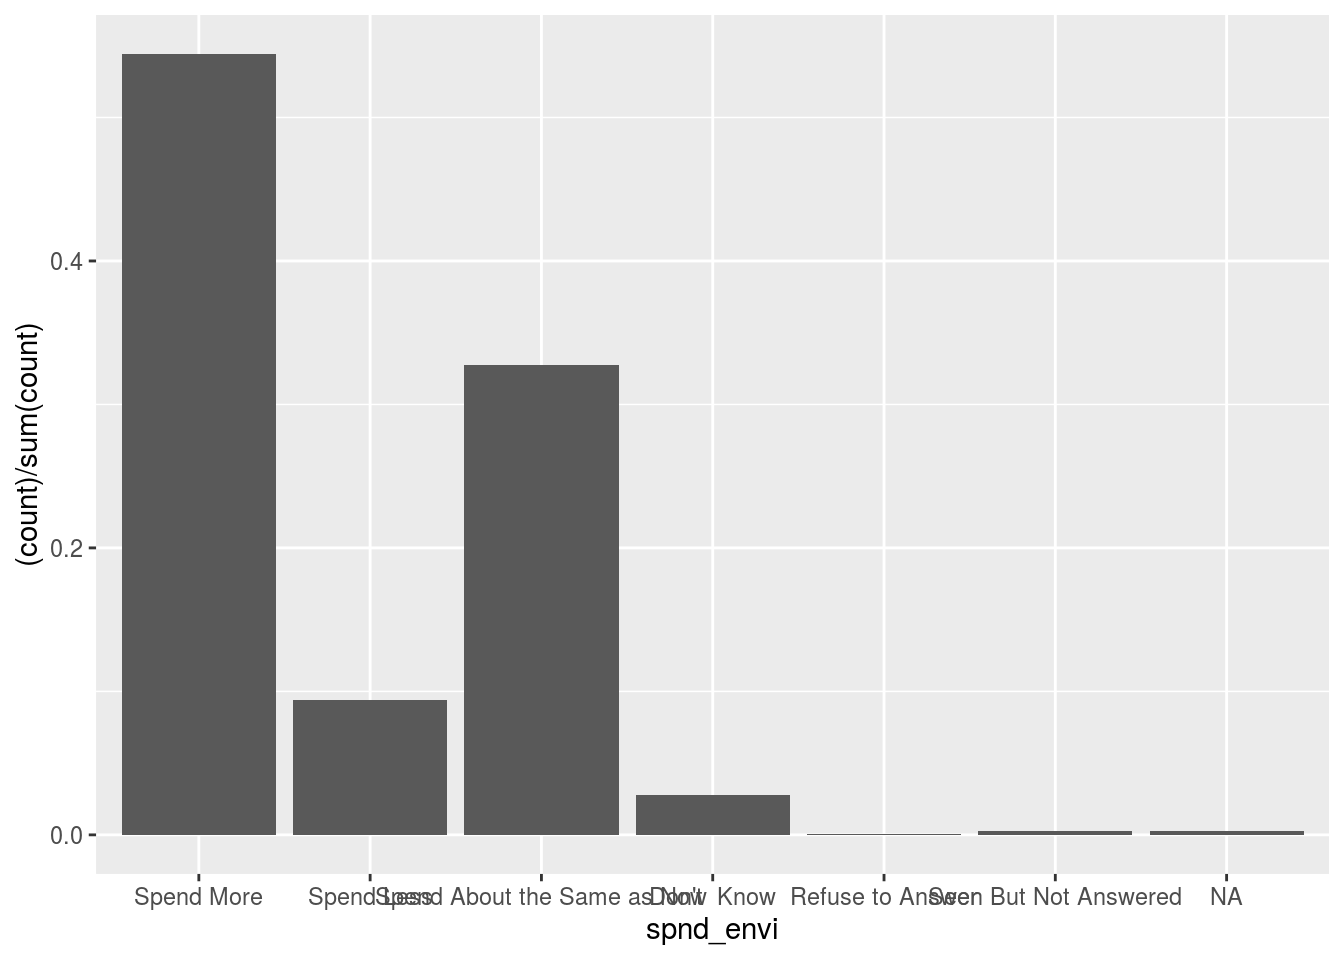 (count)/sum(count)
0.4
0.2
0.0
Spend More
Spend Less
Spend About the Same as Now
Don't Know
Refuse to Answer
Seen But Not Answered
NA
spnd_envi